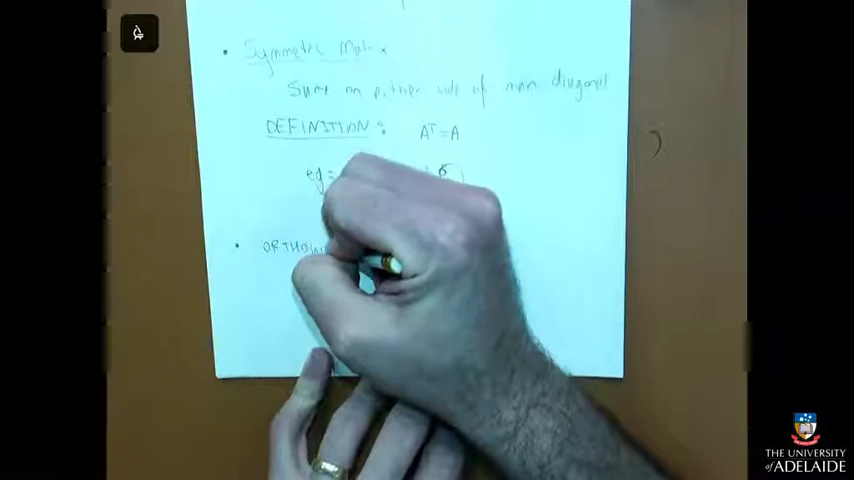 • Symmetric Matrix
Same on either side of main diagonal
DEFINITION: Aᵀ=A
eg
• ORTHO
THE UNIVERSITY
of ADELAIDE